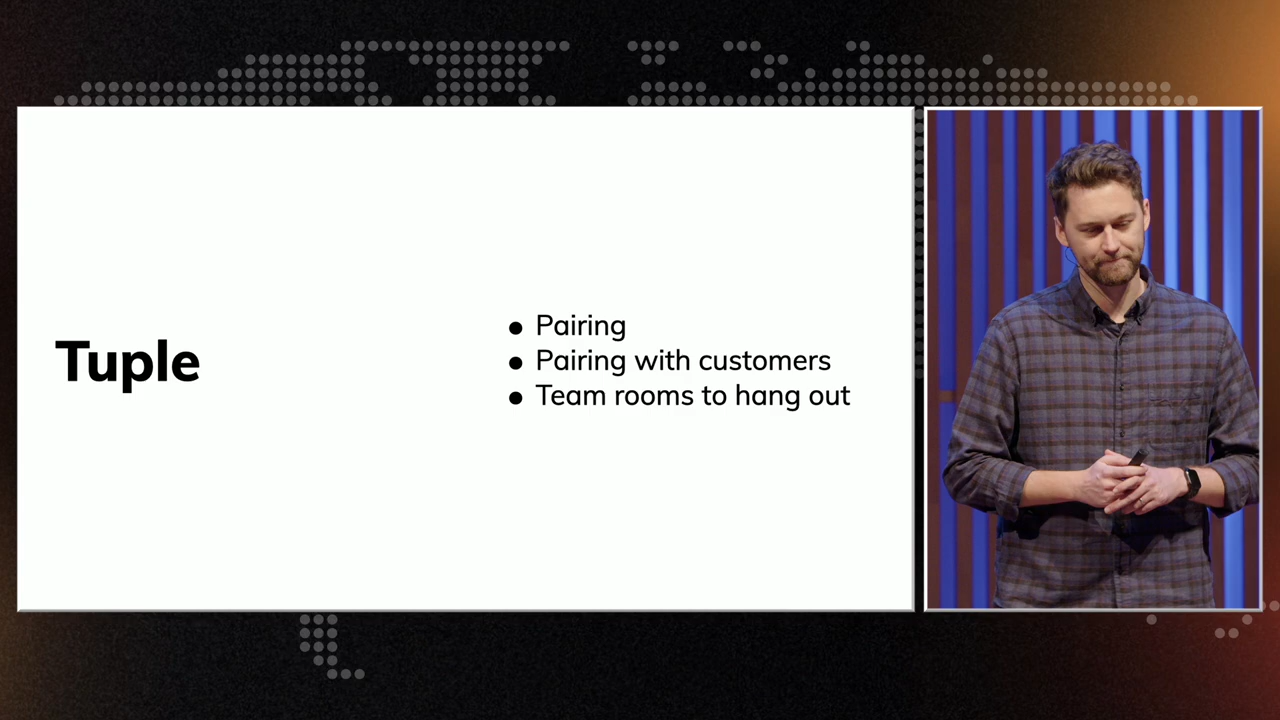 Tuple
● Pairing
● Pairing with customers
● Team rooms to hang out